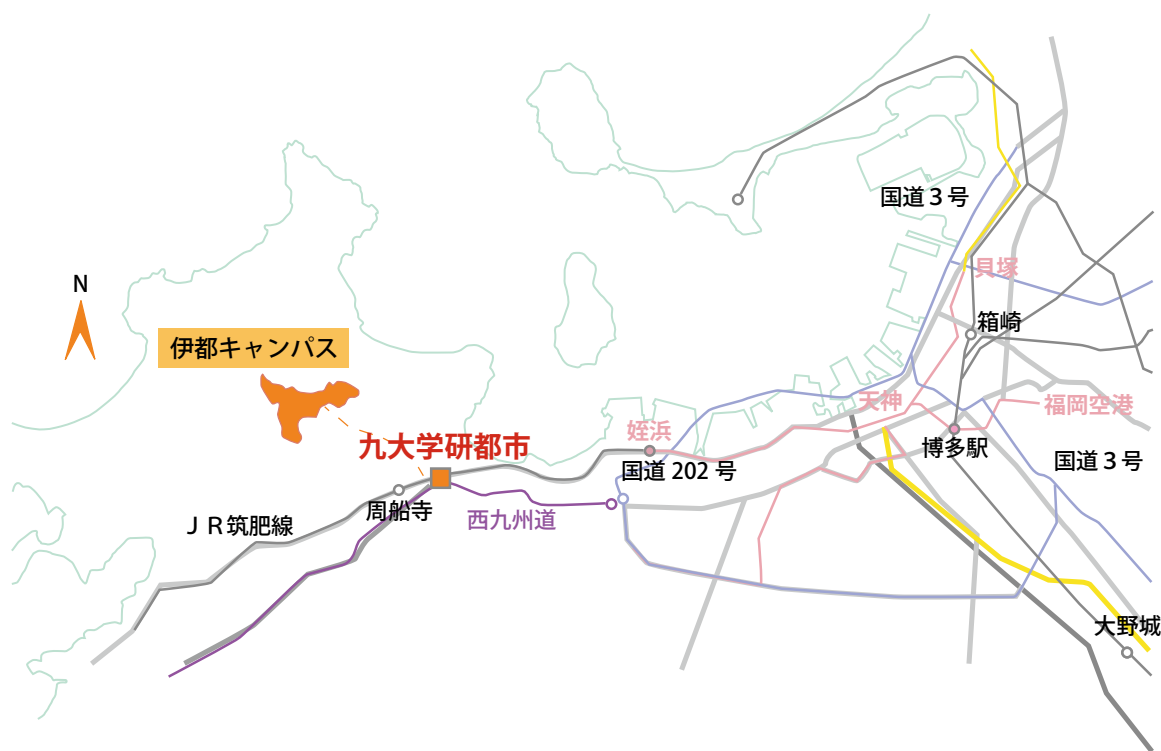 国道３号
N
貝塚
箱崎
伊都キャンパス
天神
福岡空港
姪浜
九大学研都市
博多駅
国道 202 号
国道３号
周船寺
西九州道
ＪＲ筑肥線
大野城